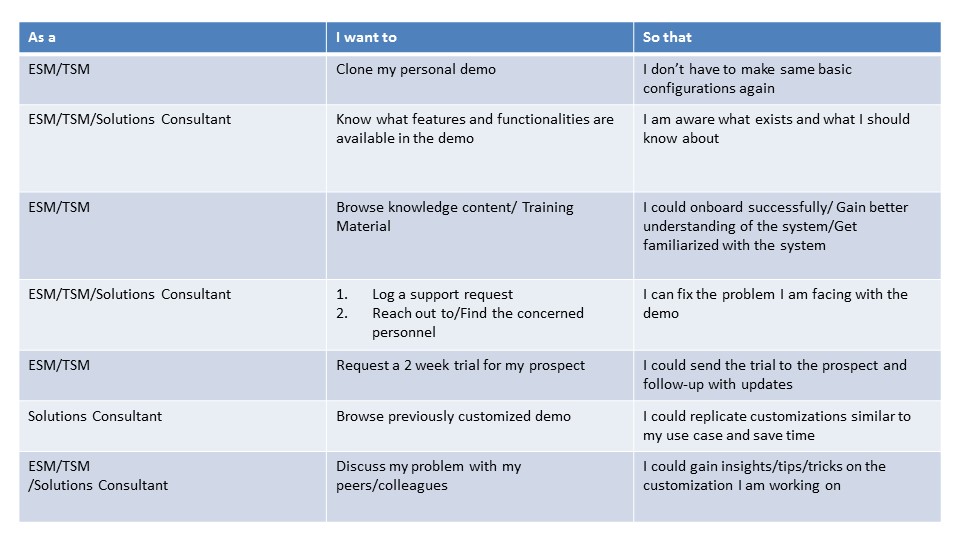 As a
I want to
So that
ESM/TSM
Clone my personal demo
I don’t have to make same basic
configurations again
ESM/TSM/Solutions Consultant
Know what features and functionalities are
available in the demo
I am aware what exists and what I should
know about
ESM/TSM
Browse knowledge content/ Training
Material
I could onboard successfully/ Gain better
understanding of the system/Get
familiarized with the system
ESM/TSM/Solutions Consultant
1. Log a support request
2. Reach out to/Find the concerned
personnel
I can fix the problem I am facing with the
demo
ESM/TSM
Request a 2 week trial for my prospect
I could send the trial to the prospect and
follow-up with updates
Solutions Consultant
Browse previously customized demo
I could replicate customizations similar to
my use case and save time
ESM/TSM
/Solutions Consultant
Discuss my problem with my
peers/colleagues
I could gain insights/tips/tricks on the
customization I am working on